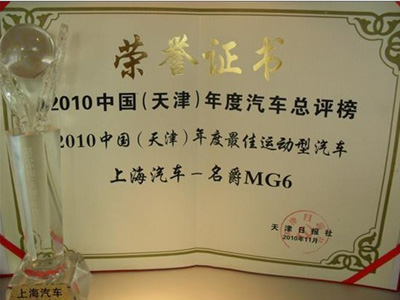 荣誉证书
2010中国(天津)年度汽车总评榜
2010中国(天津)年度最佳运动型汽车
上海汽车-名爵MG6
天津日报社
2010年11月
上海汽车